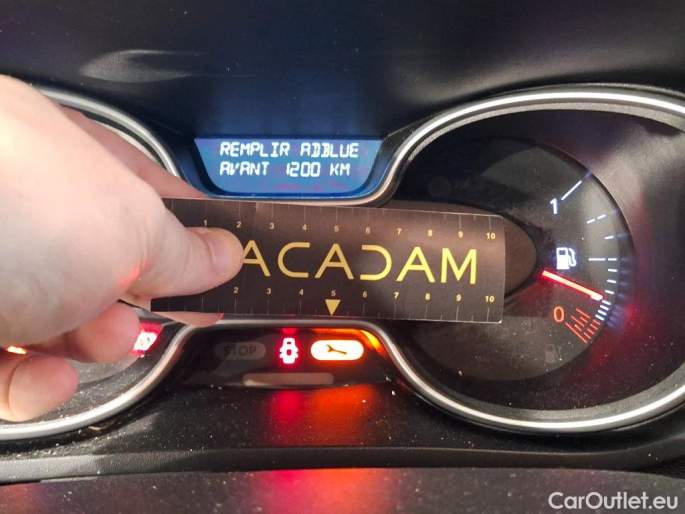 REMPLIR ADBLUE
AVANT 1200 KM
1 2 3 4 5 6 7 8 9 10
ACADAM
2 3 4 5 6 7 8 9 10
1
0
STOP
CarOutlet.eu